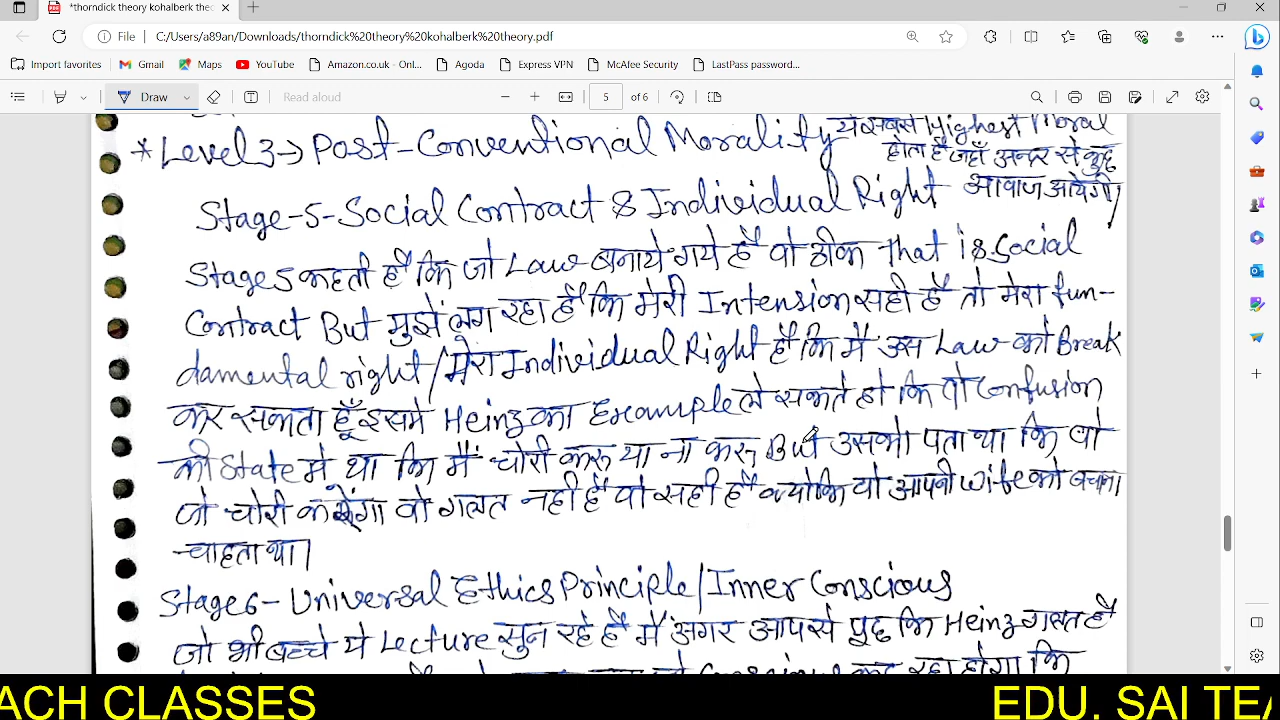 *thorndick theory kohalberk theo
File C:/Users/a89an/Downloads/thorndick%20theory%20kohalberk%20theory.pdf
Import favorites Gmail Maps YouTube Amazon.co.uk - Onl... Agoda Express VPN McAfee Security LastPass password...
Draw Read aloud 5 of 6
*Level 3→ Post-Conventional Morality ये सबसे Highest Moral
होता है जहाँ अन्दर से कुछ
आवाज आयेगी।
Stage-5-Social Contract & Individual Right
Stage 5 कहती है कि जो Law बनाये गये है वो ठीक That is Social
Contract But मुझे लग रहा है कि मेरी Intension सही है तो मेरा fun-
damental right/मेरा Individual Right है कि मै उस Law को Break
कर सकता हूँ इसमे Heinz का Example ले सकते हो कि वो Confusion
की State मे था कि मैं चोरी करू या ना करू But उसको पता था कि वो
जो चोरी करेंगा वो गलत नही है वो सही है क्योकि वो आपनी wife को बचाना
चाहता था।
Stage 6- Universal Ethics Principle/Inner Conscious
जो भी बच्चे ये Lecture सुन रहे है मैं अगर आपसे पूछू कि Heinz गलत है
ACH CLASSES EDU. SAI TEA